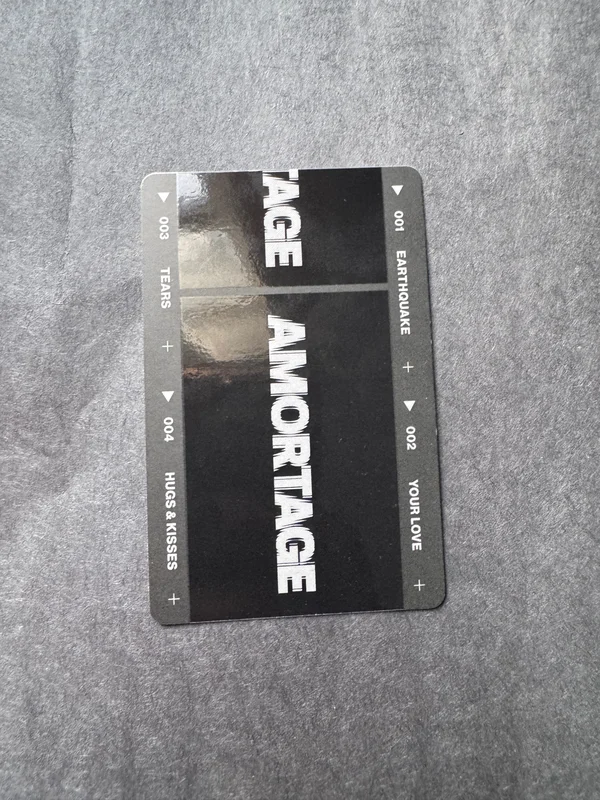 ▶ 001 EARTHQUAKE + ▶ 002 YOUR LOVE +
TAGE AMORTAGE
▶ 003 TEARS + ▶ 004 HUGS & KISSES +